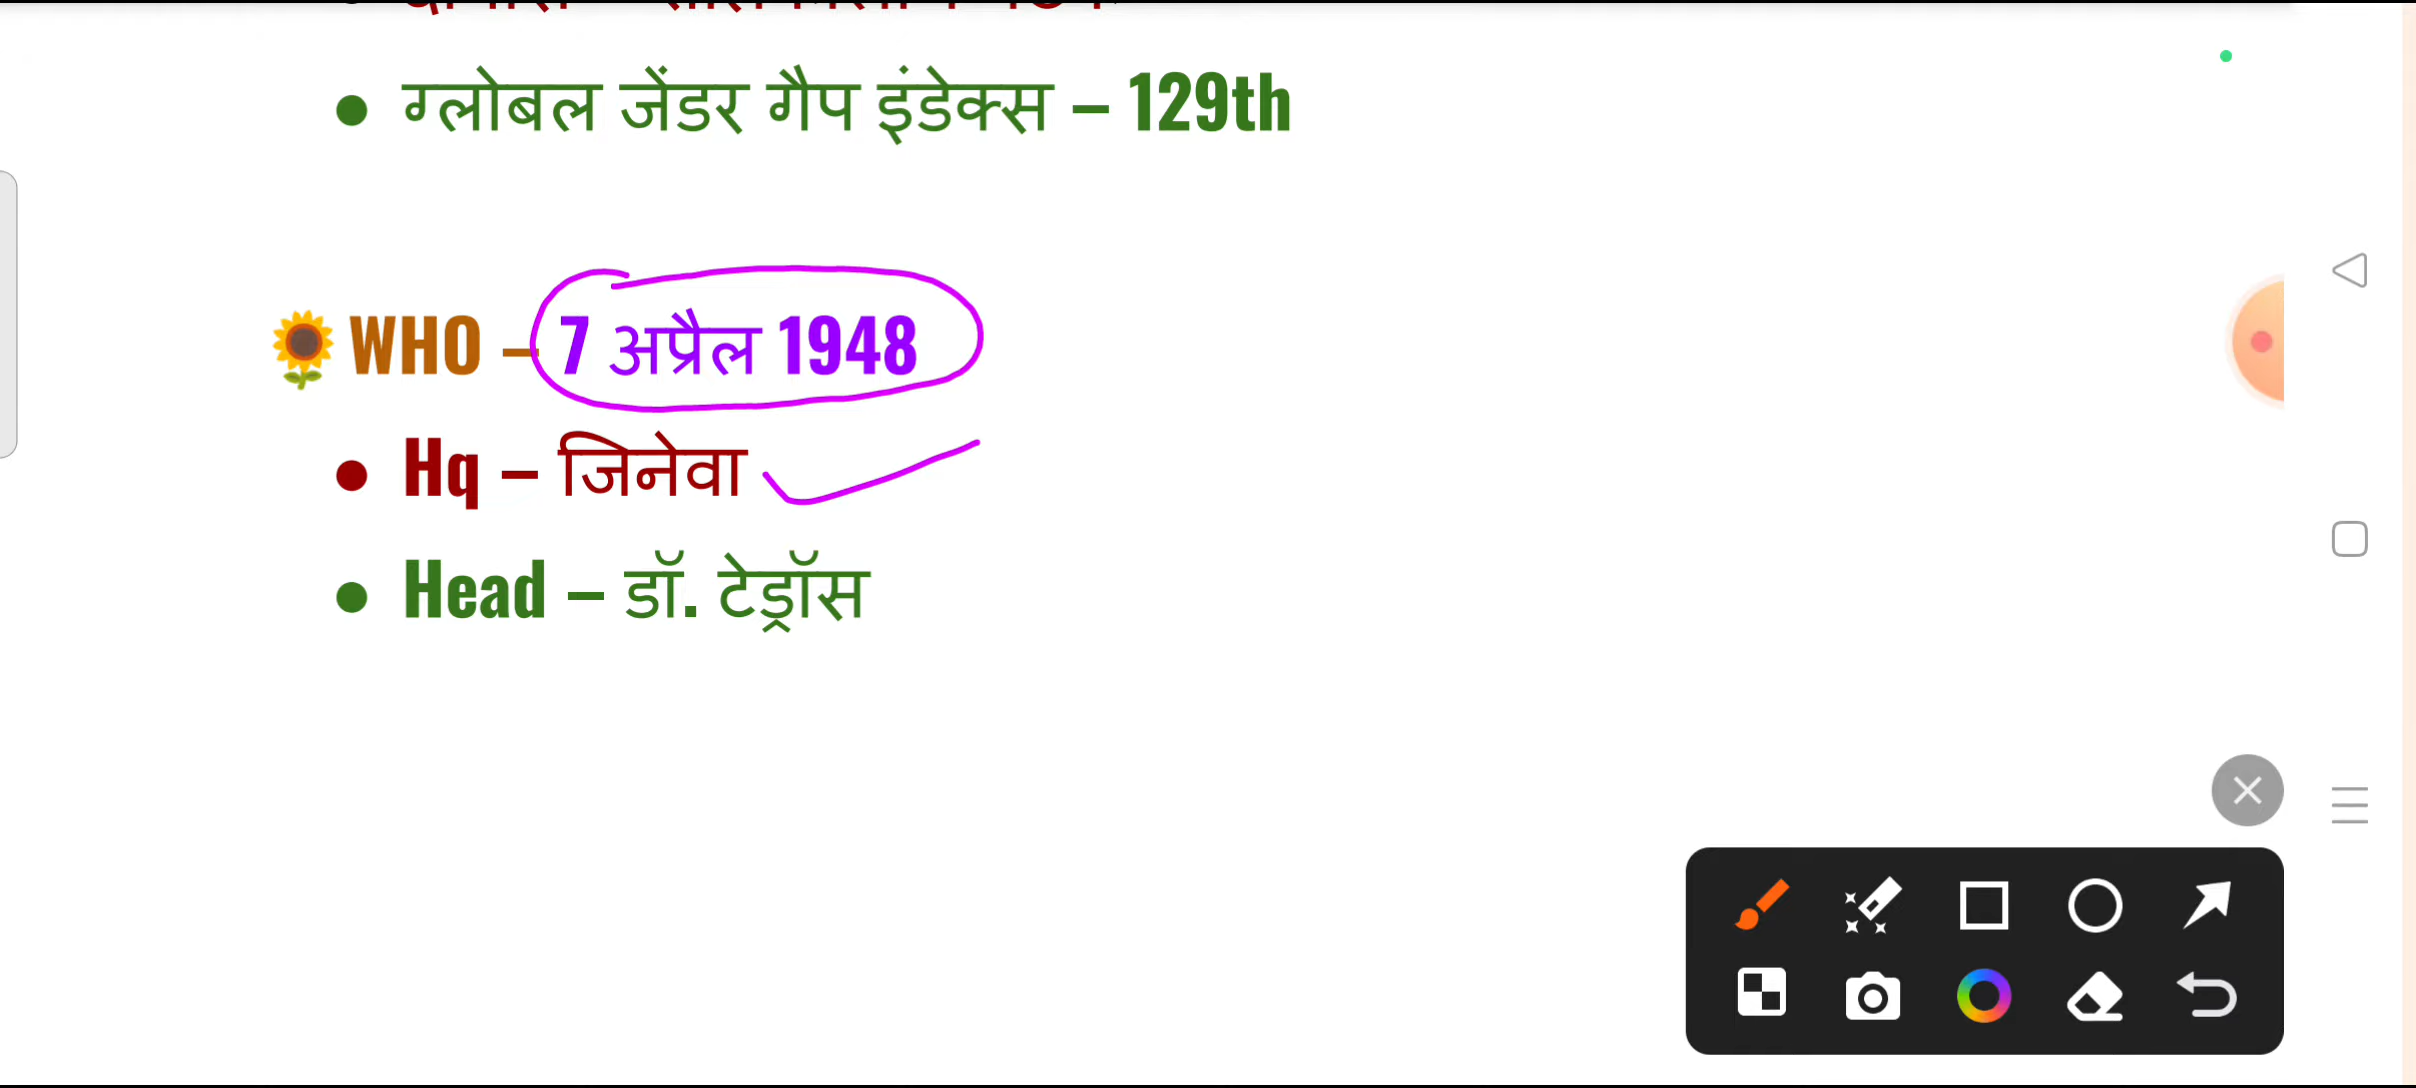 ग्लोबल जेंडर गैप इंडेक्स – 129th
WHO – 7 अप्रैल 1948
Hq – जिनेवा
Head – डॉ. टेड्रॉस